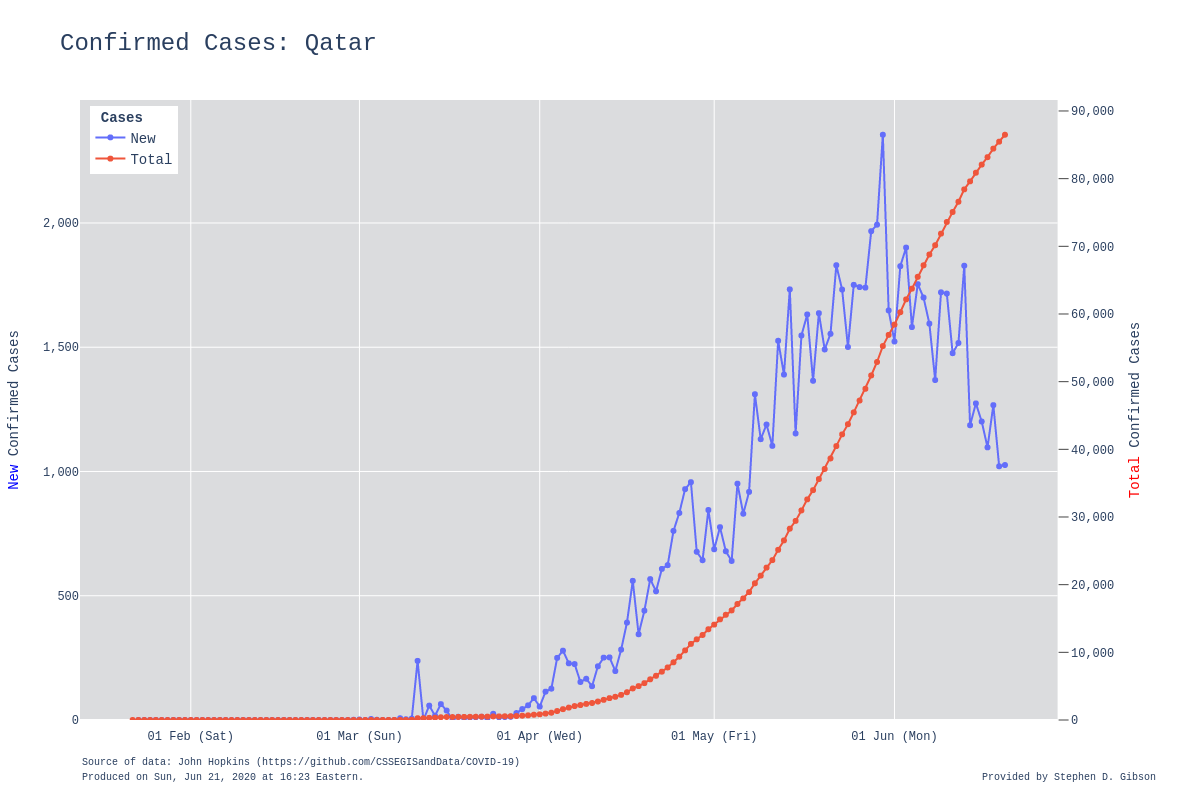 Confirmed Cases: Qatar
Cases
New
Total
2,000
1,500
1,000
500
0
New Confirmed Cases
90,000
80,000
70,000
60,000
50,000
40,000
30,000
20,000
10,000
0
Total Confirmed Cases
01 Feb (Sat) 01 Mar (Sun) 01 Apr (Wed) 01 May (Fri) 01 Jun (Mon)
Source of data: John Hopkins (https://github.com/CSSEGISandData/COVID-19)
Produced on Sun, Jun 21, 2020 at 16:23 Eastern.
Provided by Stephen D. Gibson